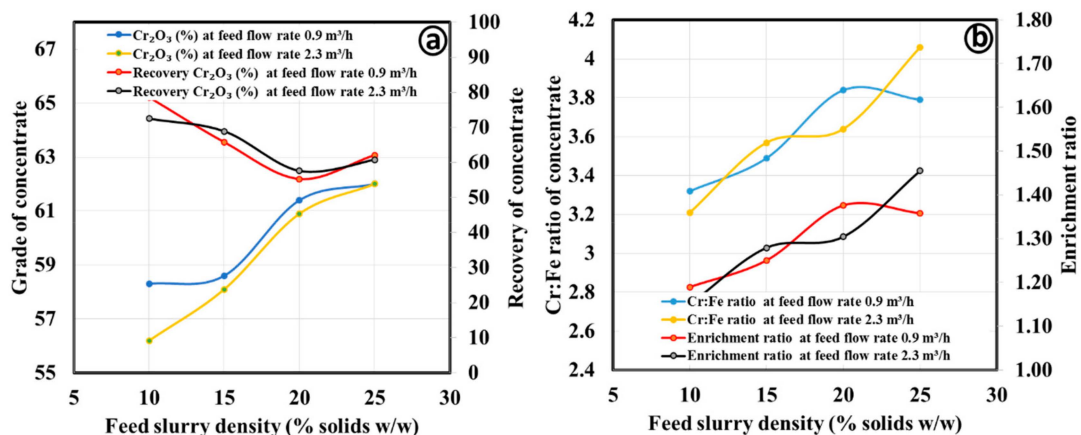 Grade of concentrate
67
65
63
61
59
57
55
ⓐ
Cr₂O₃ (%) at feed flow rate 0.9 m³/h
Cr₂O₃ (%) at feed flow rate 2.3 m³/h
Recovery Cr₂O₃ (%) at feed flow rate 0.9 m³/h
Recovery Cr₂O₃ (%) at feed flow rate 2.3 m³/h
100
90
80
70
60
50
40
30
20
10
0
Recovery of concentrate
5 10 15 20 25 30
Feed slurry density (% solids w/w)
Cr:Fe ratio of concentrate
4.2
4
3.8
3.6
3.4
3.2
3
2.8
2.6
2.4
ⓑ
Cr:Fe ratio at feed flow rate 0.9 m³/h
Cr:Fe ratio at feed flow rate 2.3 m³/h
Enrichment ratio at feed flow rate 0.9 m³/h
Enrichment ratio at feed flow rate 2.3 m³/h
1.80
1.70
1.60
1.50
1.40
1.30
1.20
1.10
1.00
Enrichment ratio
5 10 15 20 25 30
Feed slurry density (% solids w/w)